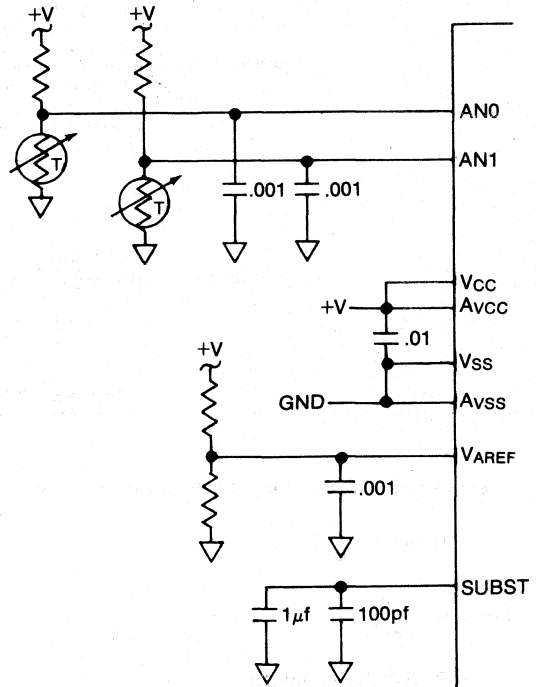 +V
+V
AN0
T
AN1
T
.001
.001
VCC
+V
AVCC
.01
+V
VSS
GND
AVSS
VAREF
.001
SUBST
1μf
100pf